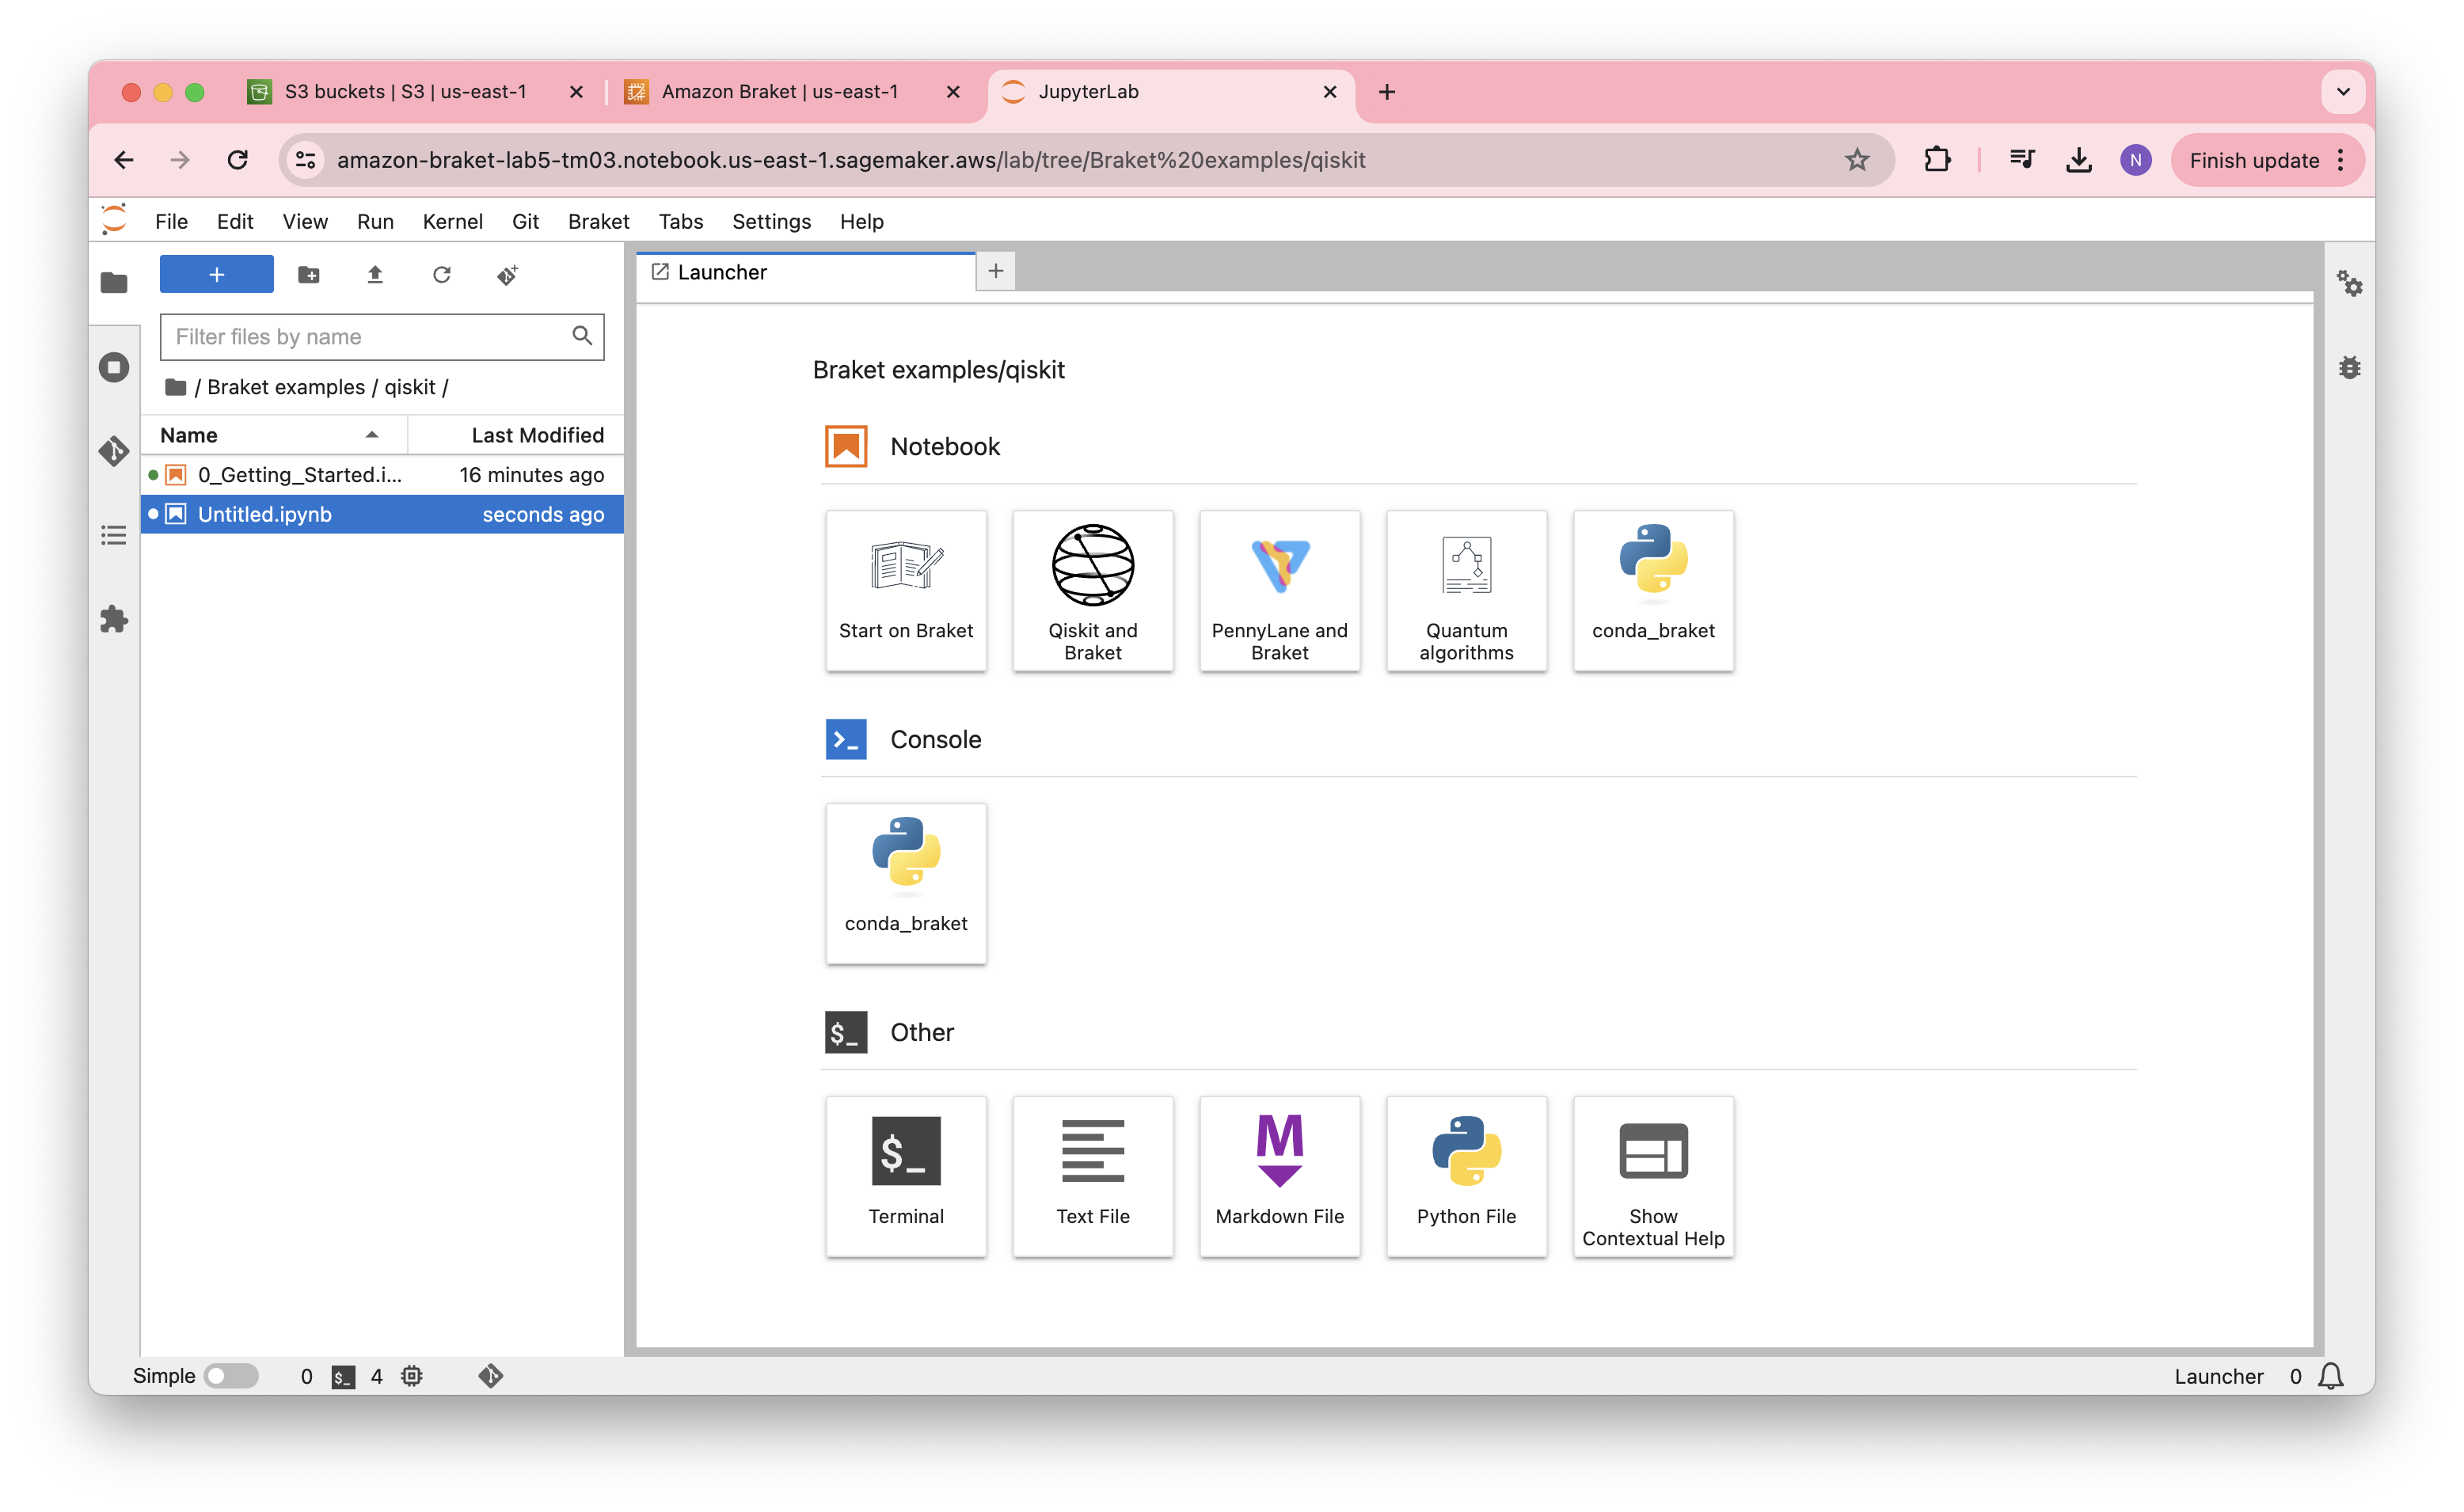 S3 buckets | S3 | us-east-1
Amazon Braket | us-east-1
JupyterLab
amazon-braket-lab5-tm03.notebook.us-east-1.sagemaker.aws/lab/tree/Braket%20examples/qiskit
N
Finish update
File Edit View Run Kernel Git Braket Tabs Settings Help
Launcher
Filter files by name
/ Braket examples / qiskit /
Name Last Modified
0_Getting_Started.i... 16 minutes ago
Untitled.ipynb seconds ago
Braket examples/qiskit
Notebook
Start on Braket
Qiskit and
Braket
PennyLane and
Braket
Quantum
algorithms
conda_braket
Console
conda_braket
$_ Other
$_
Terminal
Text File
M
Markdown File
Python File
Show
Contextual Help
Simple 0 $_ 4 Launcher 0